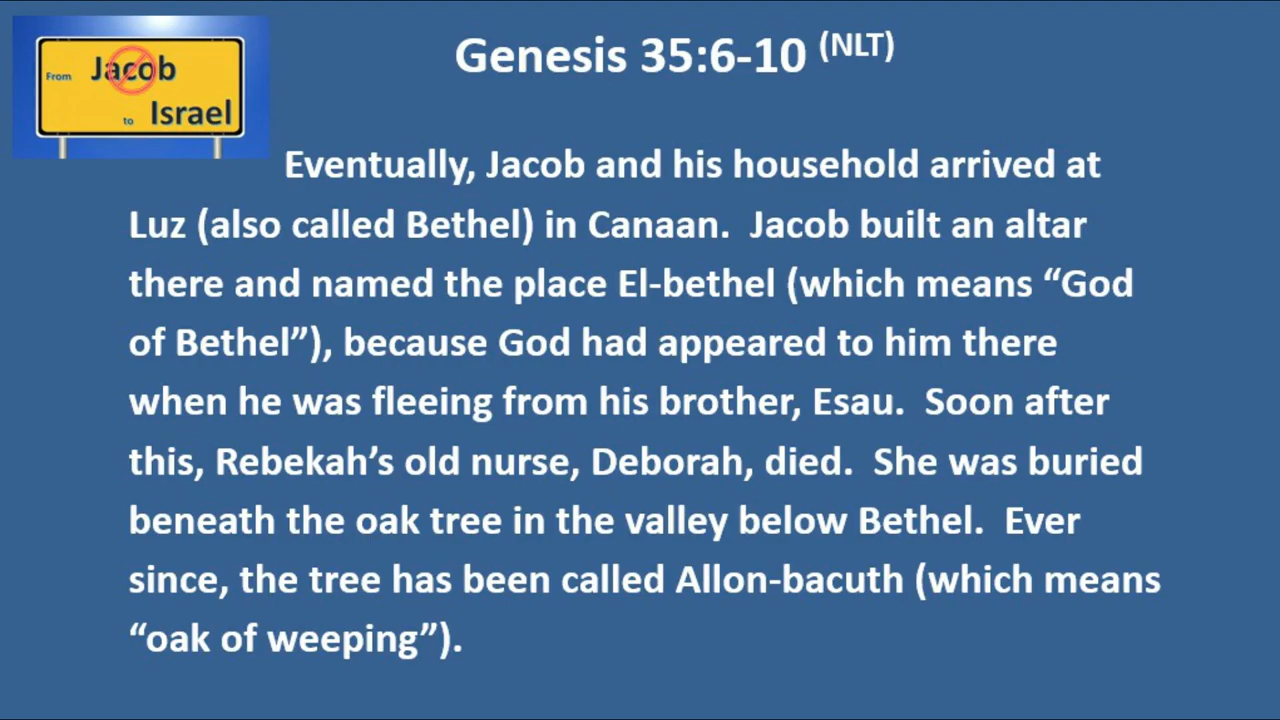 From Jacob
to Israel
Genesis 35:6-10 (NLT)
Eventually, Jacob and his household arrived at
Luz (also called Bethel) in Canaan.  Jacob built an altar
there and named the place El-bethel (which means “God
of Bethel”), because God had appeared to him there
when he was fleeing from his brother, Esau.  Soon after
this, Rebekah’s old nurse, Deborah, died.  She was buried
beneath the oak tree in the valley below Bethel.  Ever
since, the tree has been called Allon-bacuth (which means
“oak of weeping”).